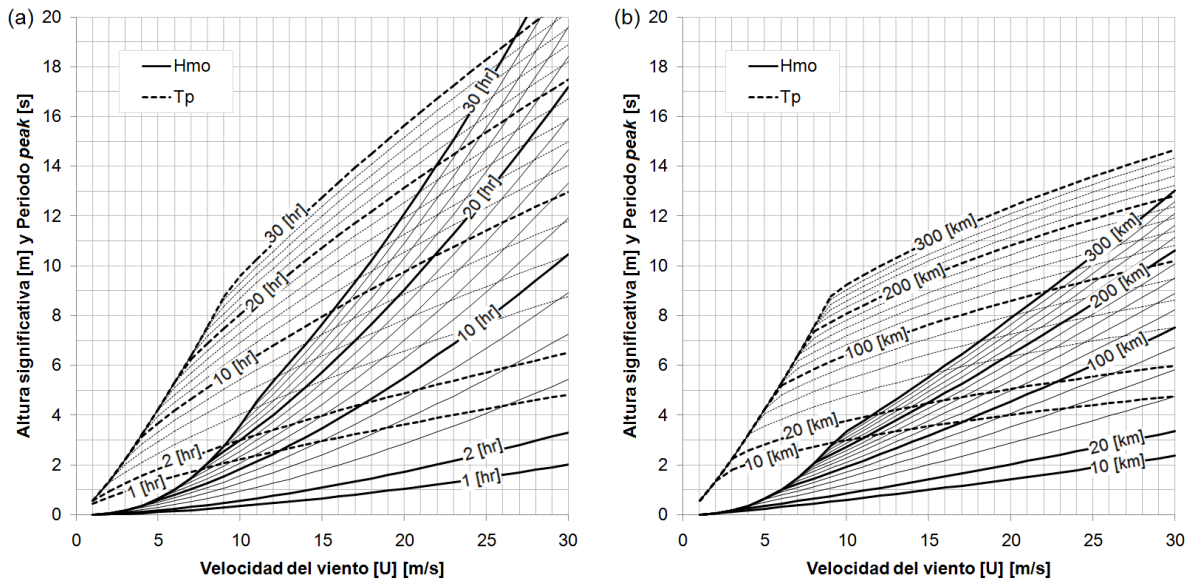 (a)
Altura significativa [m] y Periodo peak [s]
20
18
16
14
12
10
8
6
4
2
0
Hmo
Tp
30 [hr]
30 [hr]
20 [hr]
20 [hr]
10 [hr]
10 [hr]
2 [hr]
2 [hr]
1 [hr]
1 [hr]
0 5 10 15 20 25 30
Velocidad del viento [U] [m/s]
(b)
Altura significativa [m] y Periodo peak [s]
20
18
16
14
12
10
8
6
4
2
0
Hmo
Tp
300 [km]
300 [km]
200 [km]
200 [km]
100 [km]
100 [km]
20 [km]
20 [km]
10 [km]
10 [km]
0 5 10 15 20 25 30
Velocidad del viento [U] [m/s]